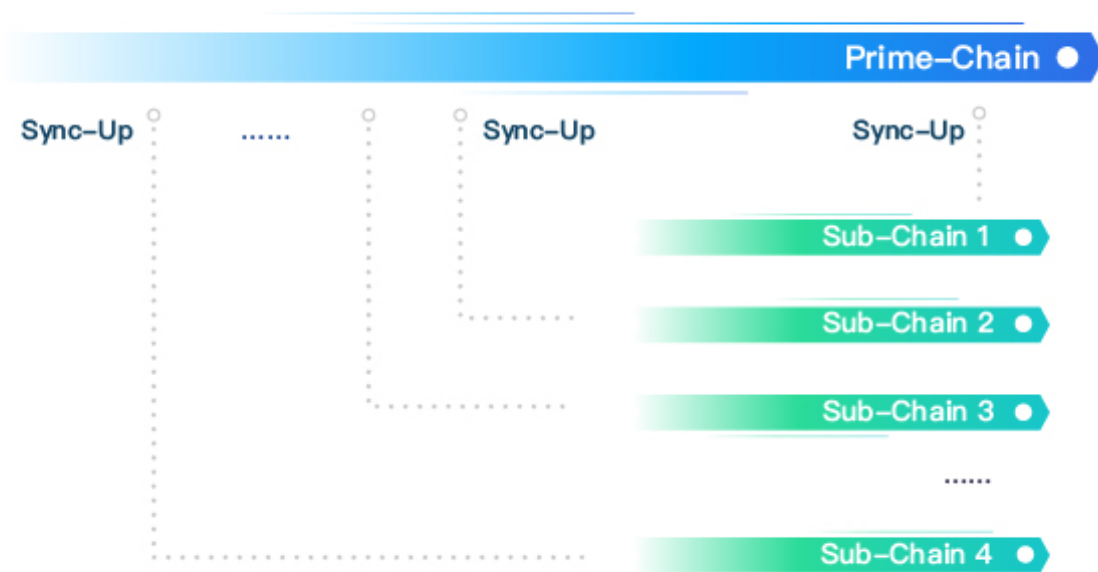 Prime–Chain
Sync–Up
......
Sync–Up
Sync–Up
Sub–Chain 1
Sub–Chain 2
Sub–Chain 3
......
Sub–Chain 4